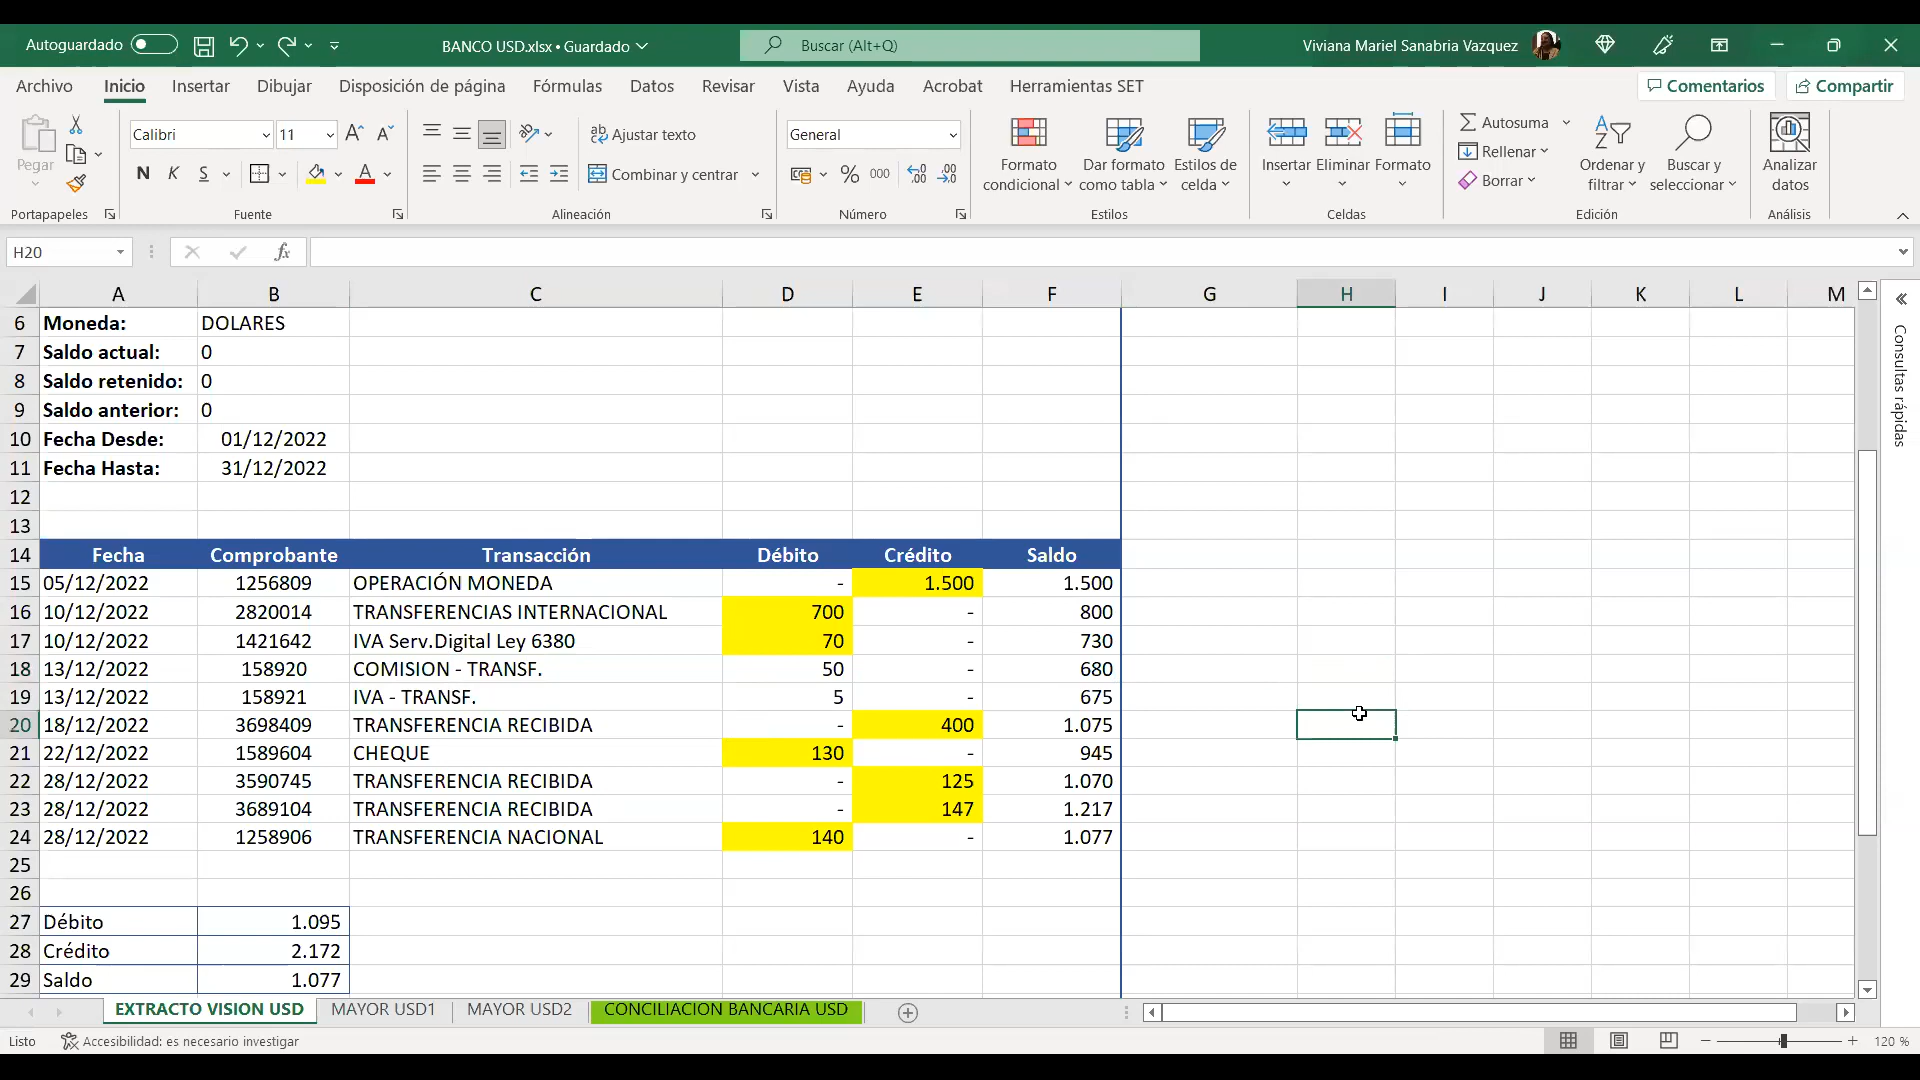 Autoguardado
BANCO USD.xlsx • Guardado
Buscar (Alt+Q)
Viviana Mariel Sanabria Vazquez
Archivo Inicio Insertar Dibujar Disposición de página Fórmulas Datos Revisar Vista Ayuda Acrobat Herramientas SET
Comentarios Compartir
Pegar
Portapapeles
Calibri 11
N K S
Fuente
Ajustar texto
Combinar y centrar
Alineación
General
% 000
Número
Formato condicional
Dar formato como tabla
Estilos de celda
Estilos
Insertar Eliminar Formato
Celdas
Autosuma
Rellenar
Borrar
Ordenar y filtrar
Buscar y seleccionar
Edición
Analizar datos
Análisis
H20 fx
A B C D E F G H I J K L M
6 Moneda: DOLARES
7 Saldo actual: 0
8 Saldo retenido: 0
9 Saldo anterior: 0
10 Fecha Desde: 01/12/2022
11 Fecha Hasta: 31/12/2022
12
13
14 Fecha Comprobante Transacción Débito Crédito Saldo
15 05/12/2022 1256809 OPERACIÓN MONEDA - 1.500 1.500
16 10/12/2022 2820014 TRANSFERENCIAS INTERNACIONAL 700 - 800
17 10/12/2022 1421642 IVA Serv.Digital Ley 6380 70 - 730
18 13/12/2022 158920 COMISION - TRANSF. 50 - 680
19 13/12/2022 158921 IVA - TRANSF. 5 - 675
20 18/12/2022 3698409 TRANSFERENCIA RECIBIDA - 400 1.075
21 22/12/2022 1589604 CHEQUE 130 - 945
22 28/12/2022 3590745 TRANSFERENCIA RECIBIDA - 125 1.070
23 28/12/2022 3689104 TRANSFERENCIA RECIBIDA - 147 1.217
24 28/12/2022 1258906 TRANSFERENCIA NACIONAL 140 - 1.077
25
26
27 Débito 1.095
28 Crédito 2.172
29 Saldo 1.077
Consultas rápidas
EXTRACTO VISION USD MAYOR USD1 MAYOR USD2 CONCILIACION BANCARIA USD
Listo Accesibilidad: es necesario investigar
120 %